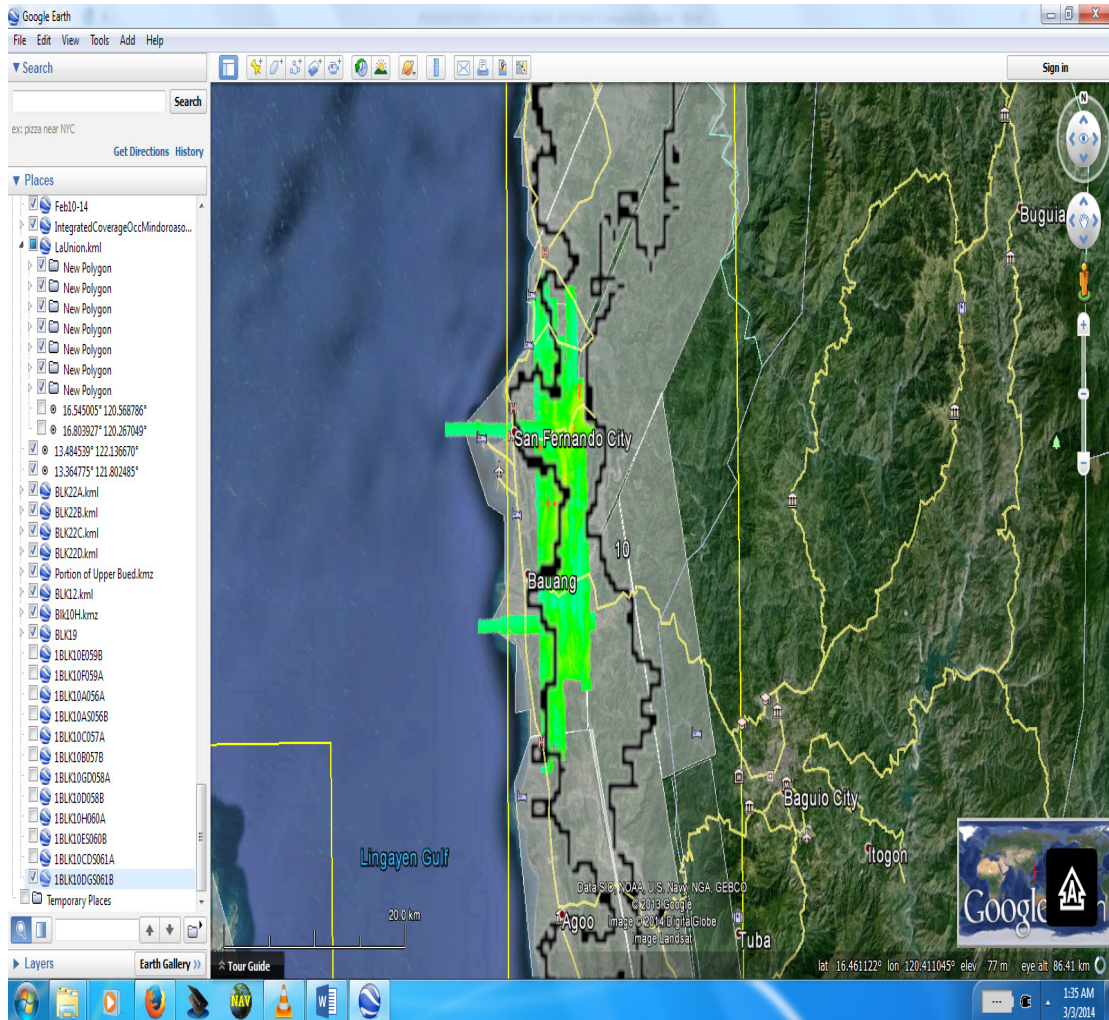 Google Earth
File Edit View Tools Add Help
▼ Search
Search
ex: pizza near NYC
Get Directions History
▼ Places
Feb10-14
IntegratedCoverageOccMindoroaso...
LaUnion.kml
New Polygon
New Polygon
New Polygon
New Polygon
New Polygon
New Polygon
New Polygon
16.545005° 120.568786°
16.803927° 120.267049°
13.484539° 122.136670°
13.364775° 121.802485°
BLK22A.kml
BLK22B.kml
BLK22C.kml
BLK22D.kml
Portion of Upper Bued.kmz
BLK12.kml
Blk10H.kmz
BLK19
1BLK10E059B
1BLK10F059A
1BLK10A056A
1BLK10AS056B
1BLK10C057A
1BLK10B057B
1BLK10GD058A
1BLK10D058B
1BLK10H060A
1BLK10ES060B
1BLK10CDS061A
1BLK10DGS061B
Temporary Places
Layers
Earth Gallery »
Sign in
N
Buguia
San Fernando City
10
Bauang
Baguio City
Itogon
Lingayen Gulf
Agoo
Tuba
20.0 km
Data SIO, NOAA, U.S. Navy, NGA, GEBCO
© 2013 Google
Image © 2014 DigitalGlobe
Image Landsat
Tour Guide
lat 16.461122° lon 120.411045° elev 77 m eye alt 86.41 km
A
NAV
W
1:35 AM
3/3/2014